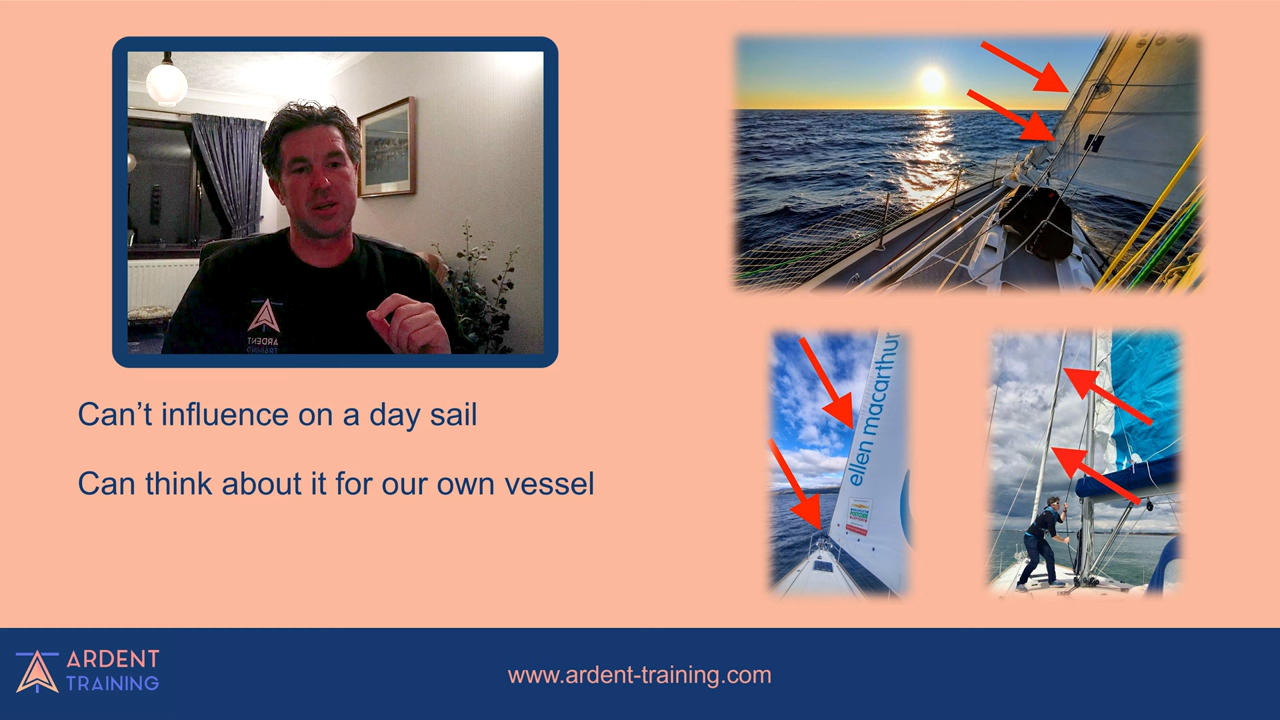 ARDENT
TRAINING
Can't influence on a day sail
Can think about it for our own vessel
ellen macarthur
ARDENT
TRAINING
www.ardent-training.com